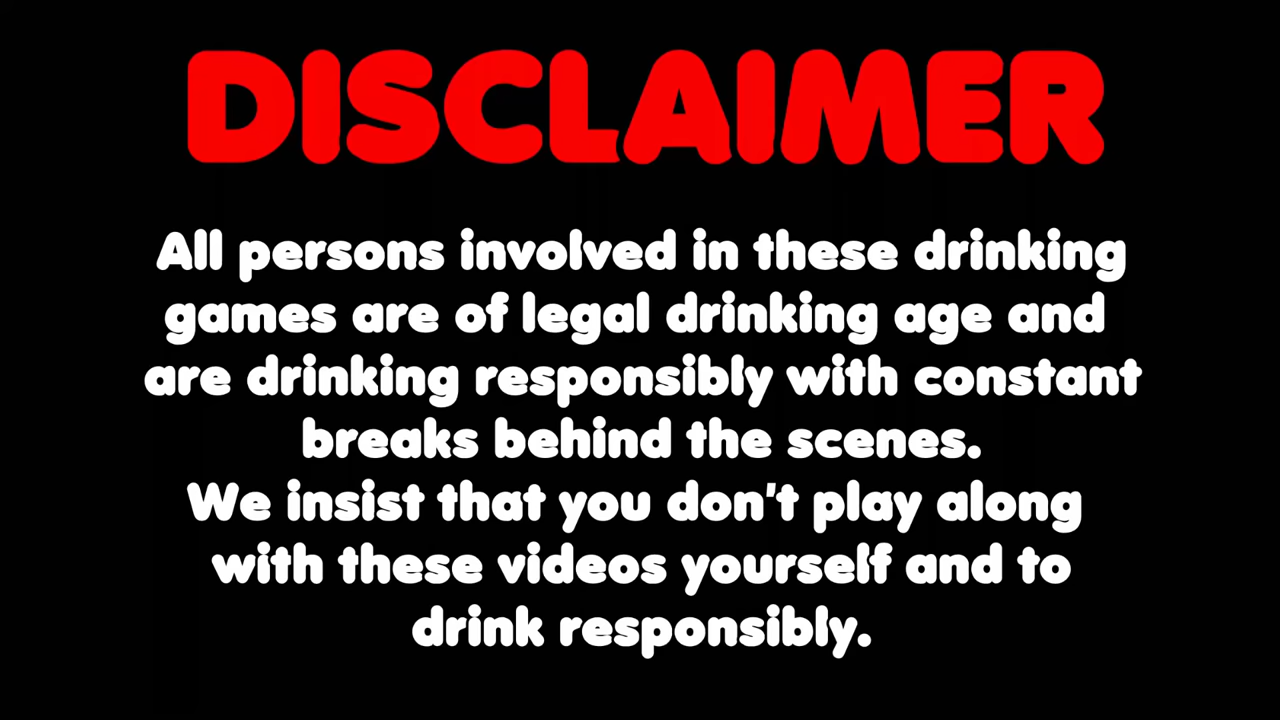 DISCLAIMER
All persons involved in these drinking
games are of legal drinking age and
are drinking responsibly with constant
breaks behind the scenes.
We insist that you don't play along
with these videos yourself and to
drink responsibly.